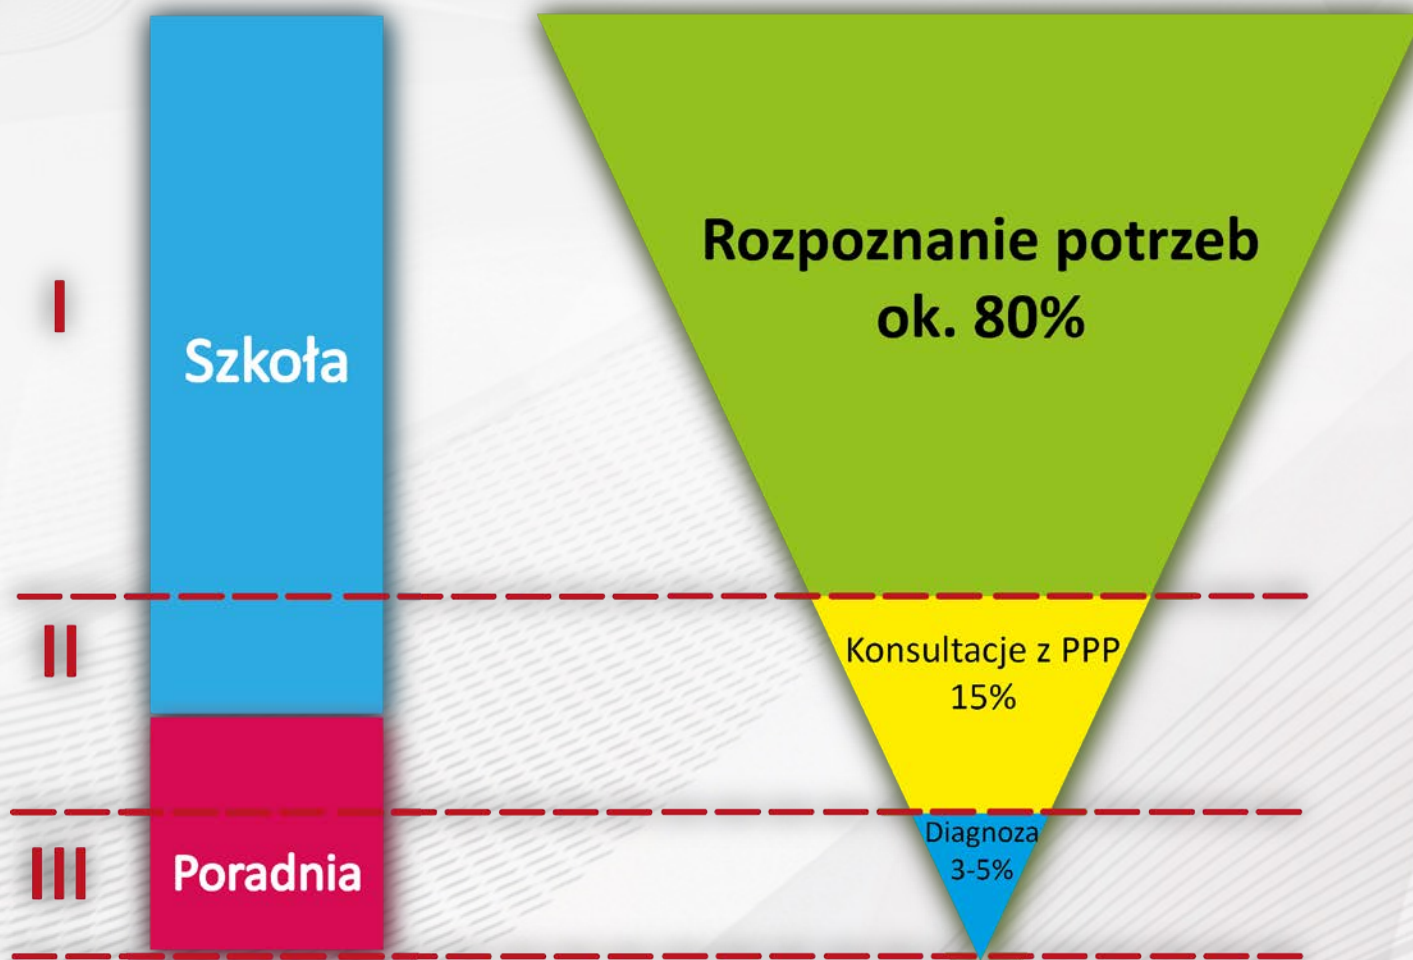 I
Szkoła
Rozpoznanie potrzeb
ok. 80%
II
Konsultacje z PPP
15%
III
Poradnia
Diagnoza
3-5%